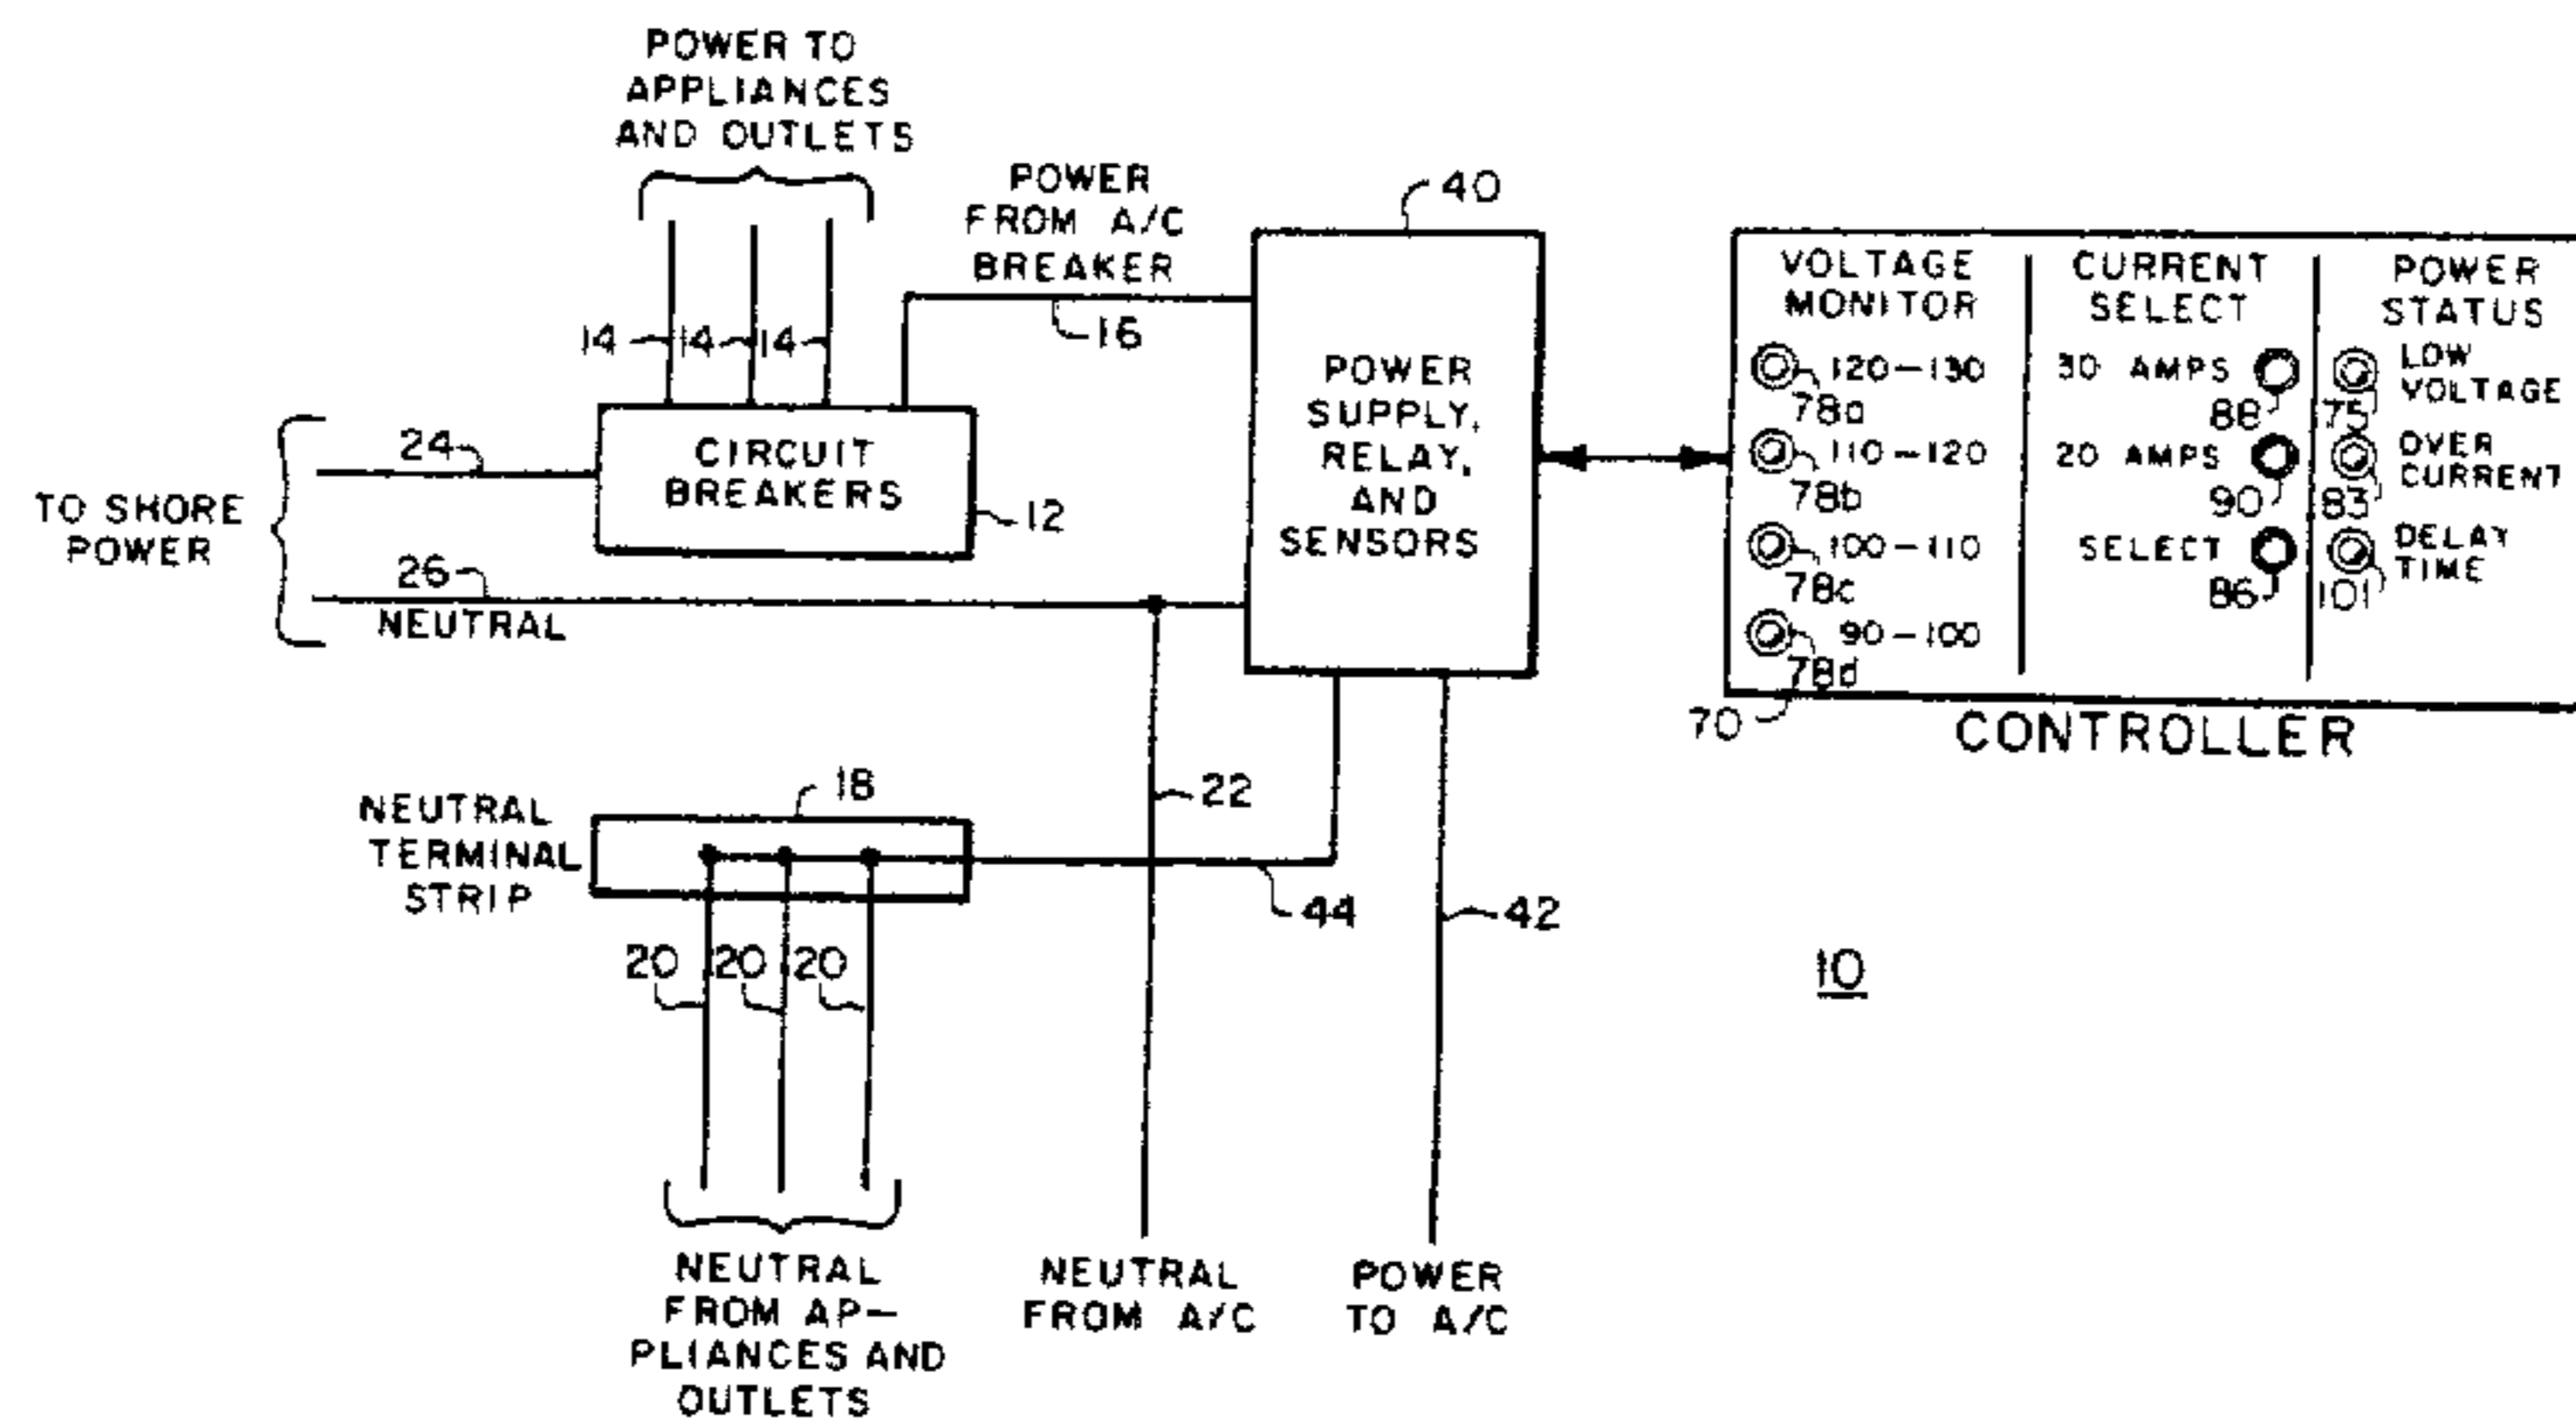 POWER TO
APPLIANCES
AND OUTLETS
POWER
FROM A/C
BREAKER
16
14
14
14
24
CIRCUIT
BREAKERS
12
TO SHORE
POWER
26
NEUTRAL
40
POWER
SUPPLY,
RELAY,
AND
SENSORS
VOLTAGE
MONITOR
120-130
78a
110-120
78b
100-110
78c
90-100
78d
CURRENT
SELECT
30 AMPS
88
20 AMPS
90
SELECT
86
POWER
STATUS
LOW
VOLTAGE
75
OVER
CURRENT
83
DELAY
TIME
101
70
CONTROLLER
NEUTRAL
TERMINAL
STRIP
18
22
44
42
20
20
20
10
NEUTRAL
FROM AP-
PLIANCES AND
OUTLETS
NEUTRAL
FROM A/C
POWER
TO A/C